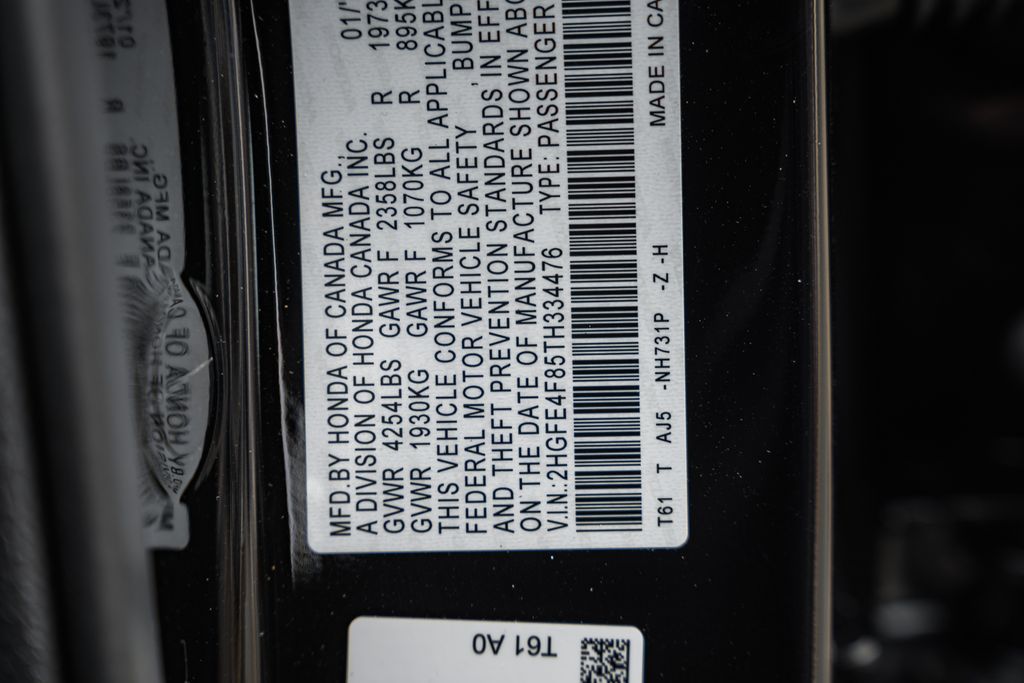 MFD.BY HONDA OF CANADA MFG.,
A DIVISION OF HONDA CANADA INC. 01/'
GVWR 4254LBS GAWR F 2358LBS R 1973
GVWR 1930KG GAWR F 1070KG R 895K
THIS VEHICLE CONFORMS TO ALL APPLICABL
FEDERAL MOTOR VEHICLE SAFETY , BUMP
AND THEFT PREVENTION STANDARDS IN EFF
ON THE DATE OF MANUFACTURE SHOWN ABO
V.I.N.:2HGFE4F85TH334476 TYPE: PASSENGER
T61 T AJ5 -NH731P -Z -H MADE IN CA
T61 A0